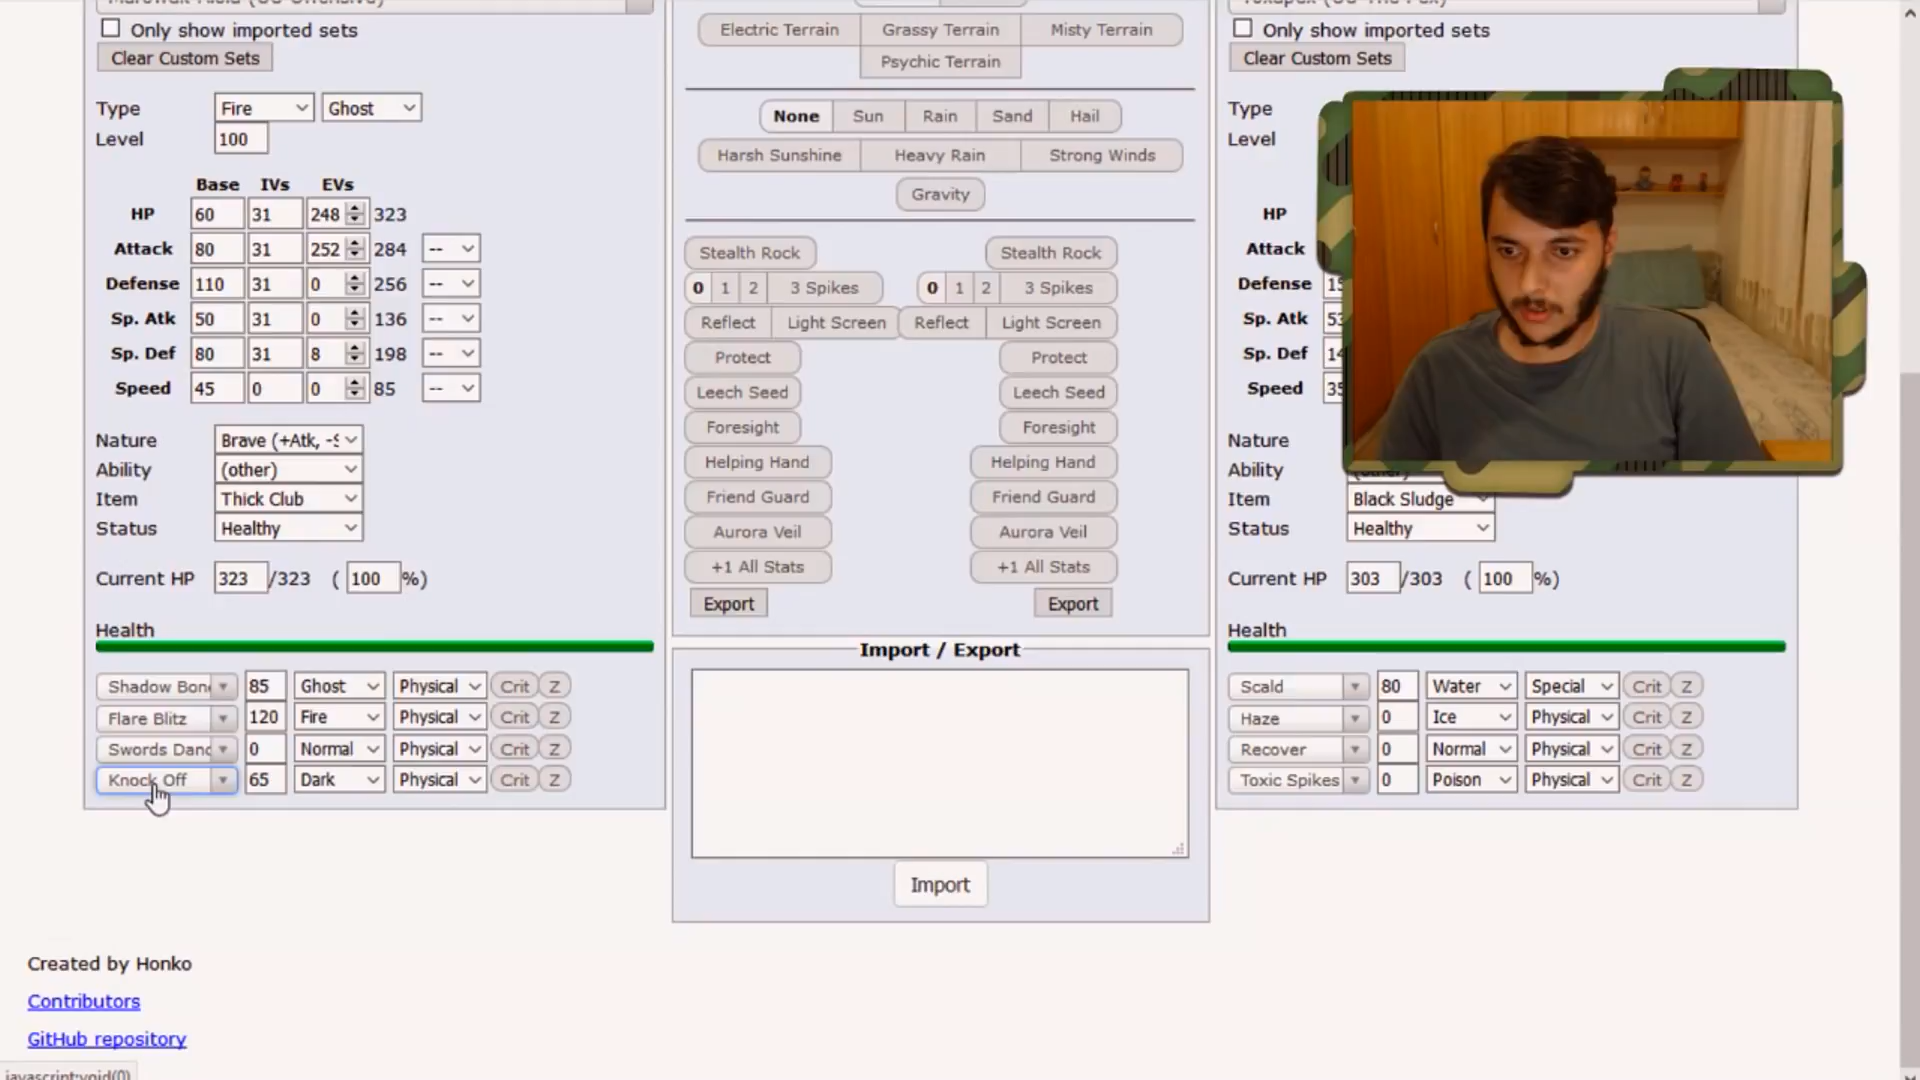 Only show imported sets
Clear Custom Sets
Type Fire Ghost
Level 100
Base IVs EVs
HP 60 31 248 323
Attack 80 31 252 284 --
Defense 110 31 0 256 --
Sp. Atk 50 31 0 136 --
Sp. Def 80 31 8 198 --
Speed 45 0 0 85 --
Nature Brave (+Atk, -S
Ability (other)
Item Thick Club
Status Healthy
Current HP 323 /323 ( 100 %)
Health
Shadow Bon 85 Ghost Physical Crit Z
Flare Blitz 120 Fire Physical Crit Z
Swords Danc 0 Normal Physical Crit Z
Knock Off 65 Dark Physical Crit Z
Electric Terrain Grassy Terrain Misty Terrain
Psychic Terrain
None Sun Rain Sand Hail
Harsh Sunshine Heavy Rain Strong Winds
Gravity
Stealth Rock Stealth Rock
0 1 2 3 Spikes 0 1 2 3 Spikes
Reflect Light Screen Reflect Light Screen
Protect Protect
Leech Seed Leech Seed
Foresight Foresight
Helping Hand Helping Hand
Friend Guard Friend Guard
Aurora Veil Aurora Veil
+1 All Stats +1 All Stats
Export Export
Import / Export
Import
Only show imported sets
Clear Custom Sets
Type
Level
HP
Attack
Defense
Sp. Atk 53
Sp. Def
Speed 35
Nature
Ability
Item Black Sludge
Status Healthy
Current HP 303 /303 ( 100 %)
Health
Scald 80 Water Special Crit Z
Haze 0 Ice Physical Crit Z
Recover 0 Normal Physical Crit Z
Toxic Spikes 0 Poison Physical Crit Z
Created by Honko
Contributors
GitHub repository
javascript:void(0)